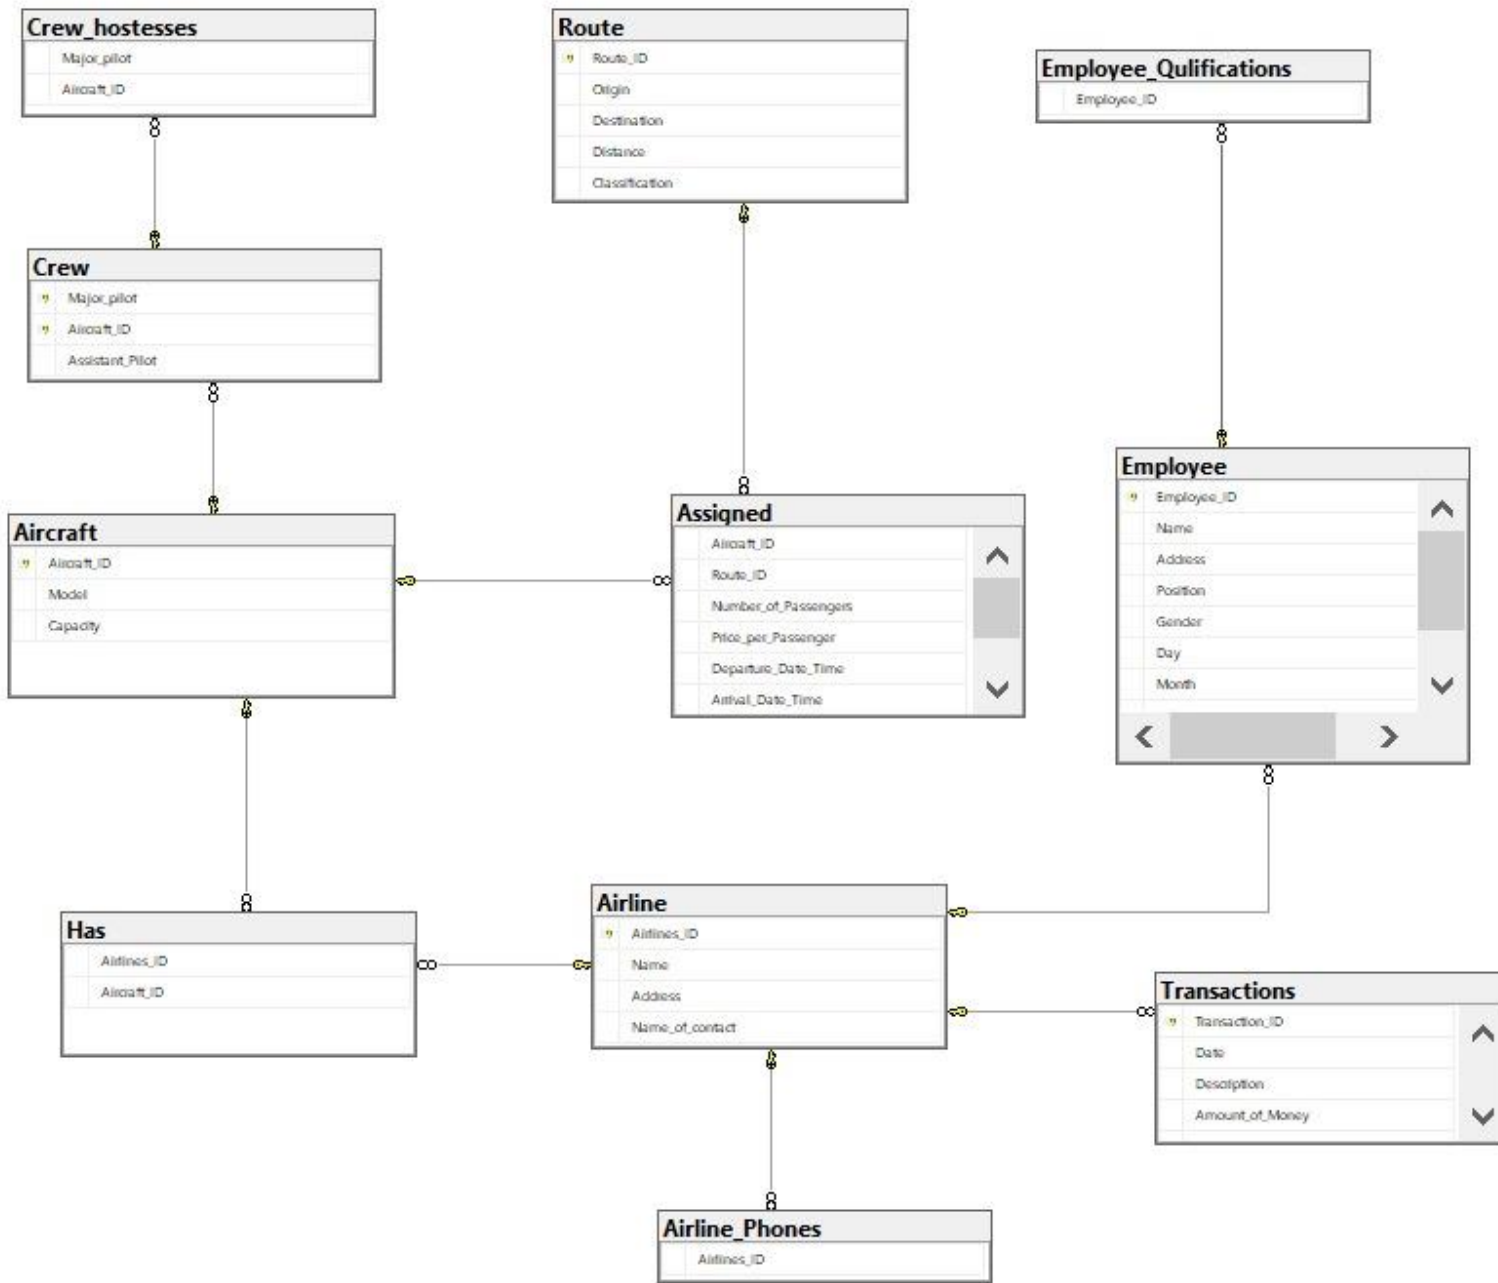 Crew_hostesses
Major_pilot
Aircraft_ID
Route
Route_ID
Origin
Destination
Distance
Classification
Employee_Qulifications
Employee_ID
Crew
Major_pilot
Aircraft_ID
Assistant_Pilot
Aircraft
Aircraft_ID
Model
Capacity
Assigned
Aircraft_ID
Route_ID
Number_of_Passengers
Price_per_Passenger
Departure_Date_Time
Arrival_Date_Time
Employee
Employee_ID
Name
Address
Position
Gender
Day
Month
Has
Airlines_ID
Aircraft_ID
Airline
Airlines_ID
Name
Address
Name_of_contact
Transactions
Transaction_ID
Date
Description
Amount_of_Money
Airline_Phones
Airlines_ID